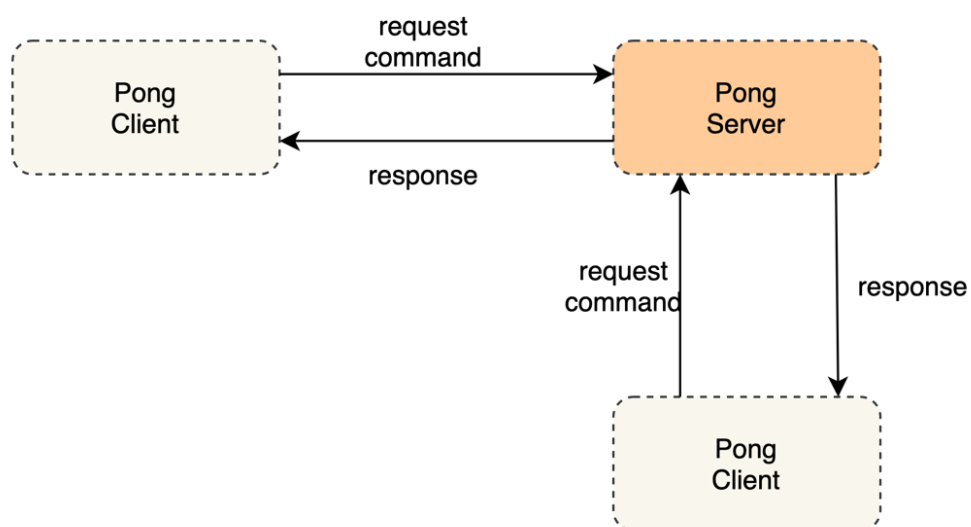 request
command
Pong
Client
Pong
Server
response
request
command
response
Pong
Client